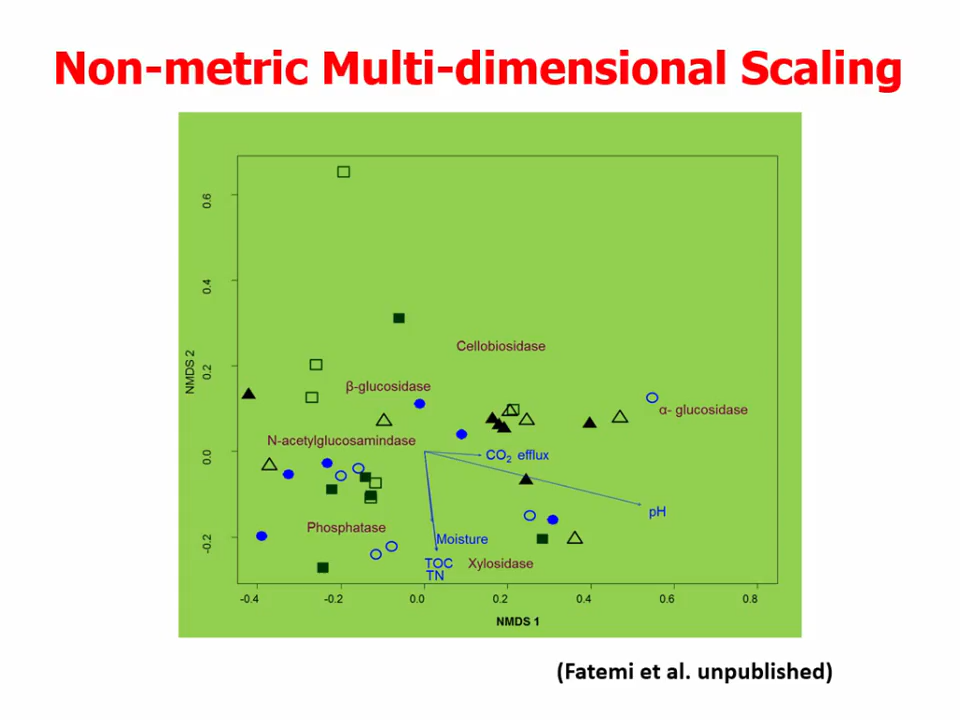 Non-metric Multi-dimensional Scaling
0.6
0.4
Cellobiosidase
NMDS 2
0.2
β-glucosidase
α- glucosidase
N-acetylglucosamindase
0.0
CO2 efflux
pH
Phosphatase
-0.2
Moisture
TOC
Xylosidase
TN
-0.4 -0.2 0.0 0.2 0.4 0.6 0.8
NMDS 1
(Fatemi et al. unpublished)